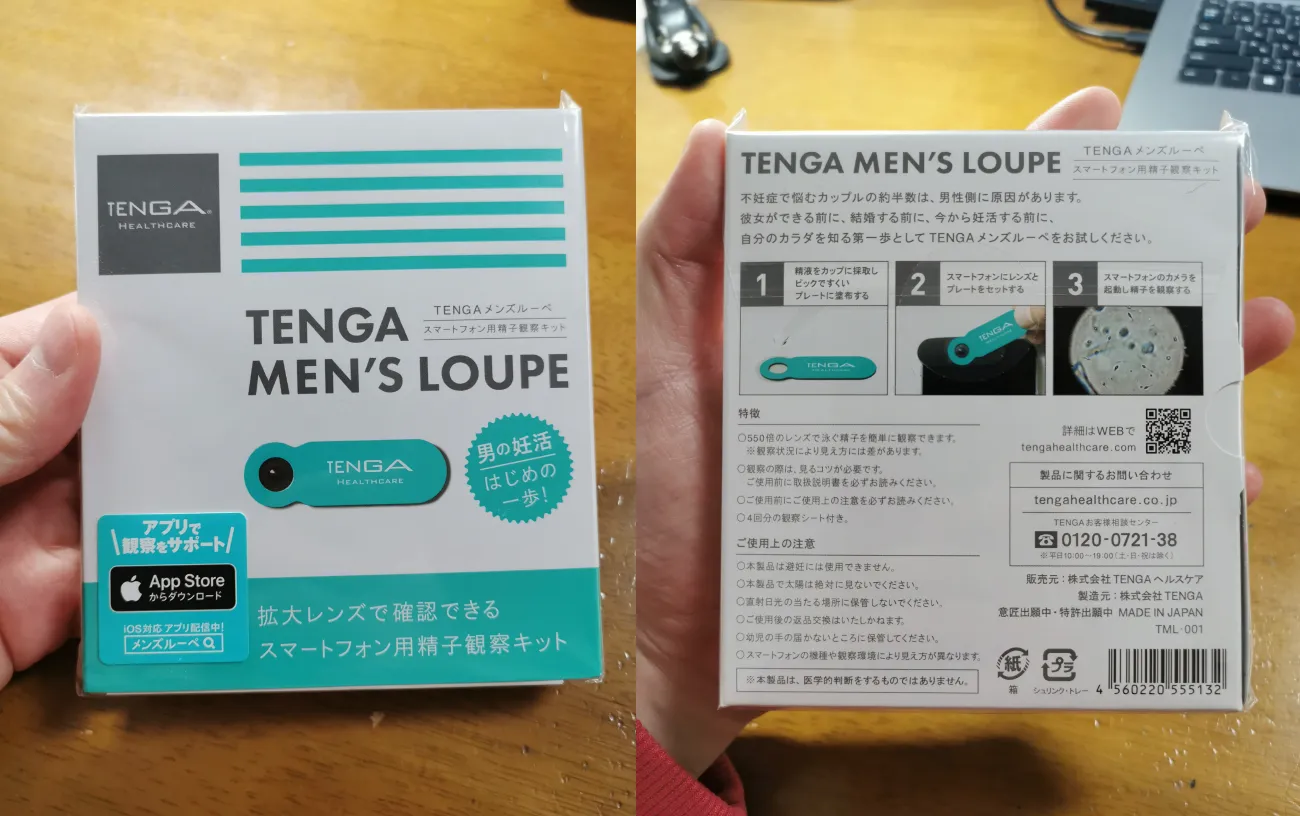 TENGA
HEALTHCARE
TENGA
MEN'S LOUPE
TENGAメンズルーペ
スマートフォン用精子観察キット
TENGA
HEALTHCARE
男の妊活
はじめの
一歩!
アプリで
観察をサポート
App Store
からダウンロード
iOS対応 アプリ配信中!
メンズルーペ
拡大レンズで確認できる
スマートフォン用精子観察キット
TENGA MEN'S LOUPE
TENGAメンズルーペ
スマートフォン用精子観察キット
不妊症で悩むカップルの約半数は、男性側に原因があります。
彼女ができる前に、結婚する前に、今から妊活する前に、
自分のカラダを知る第一歩としてTENGAメンズルーペをお試しください。
1
精液をカップに採取し
ピックですくい
プレートに塗布する
TENGA
HEALTHCARE
2
スマートフォンにレンズと
プレートをセットする
TENGA
3
スマートフォンのカメラを
起動し精子を観察する
特徴
○550倍のレンズで泳ぐ精子を簡単に観察できます。
※観察状況により見え方には差があります。
○観察の際は、見るコツが必要です。
ご使用前に取扱説明書を必ずお読みください。
○ご使用前にご使用上の注意を必ずお読みください。
○4回分の観察シート付き。
ご使用上の注意
○本製品は避妊には使用できません。
○本製品で太陽は絶対に見ないでください。
○直射日光の当たる場所に保管しないでください。
○ご使用後の返品交換はいたしかねます。
○幼児の手の届かないところに保管してください。
○スマートフォンの機種や観察環境により見え方が異なります。
※本製品は、医学的判断をするものではありません。
詳細はWEBで
tengahealthcare.com
製品に関するお問い合わせ
tengahealthcare.co.jp
TENGAお客様相談センター
0120-0721-38
※平日10:00~19:00(土・日・祝は除く)
販売元:株式会社TENGAヘルスケア
製造元:株式会社TENGA
意匠出願中・特許出願中 MADE IN JAPAN
TML-001
紙
箱
プラ
シュリンク・トレー
4 560220 555132